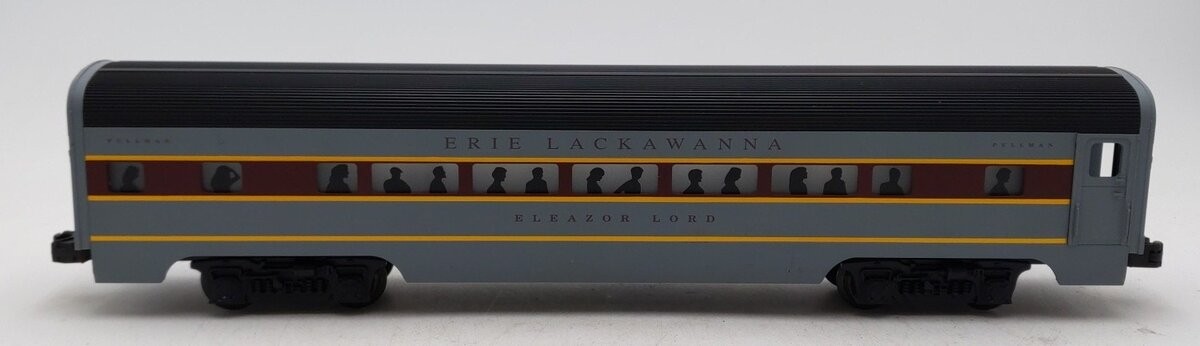 ERIE LACKAWANNA
PULLMAN PULLMAN
ELEAZOR LORD